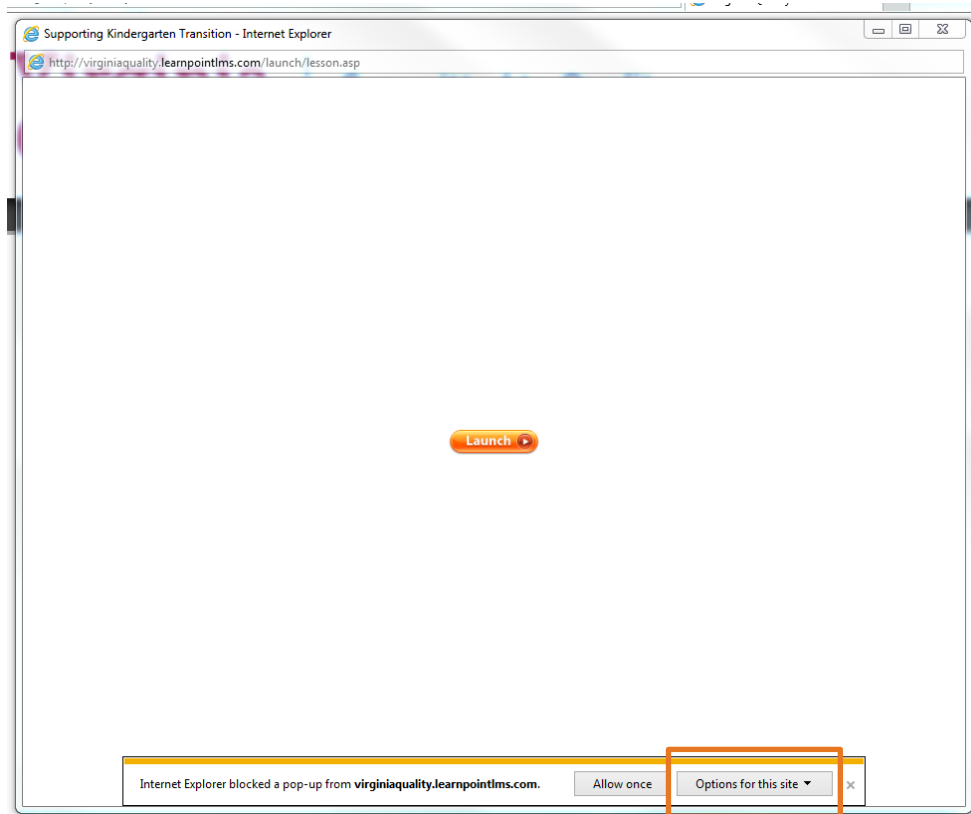 Supporting Kindergarten Transition - Internet Explorer
http://virginiaquality.learnpointlms.com/launch/lesson.asp
Launch
Internet Explorer blocked a pop-up from virginiaquality.learnpointlms.com. Allow once Options for this site